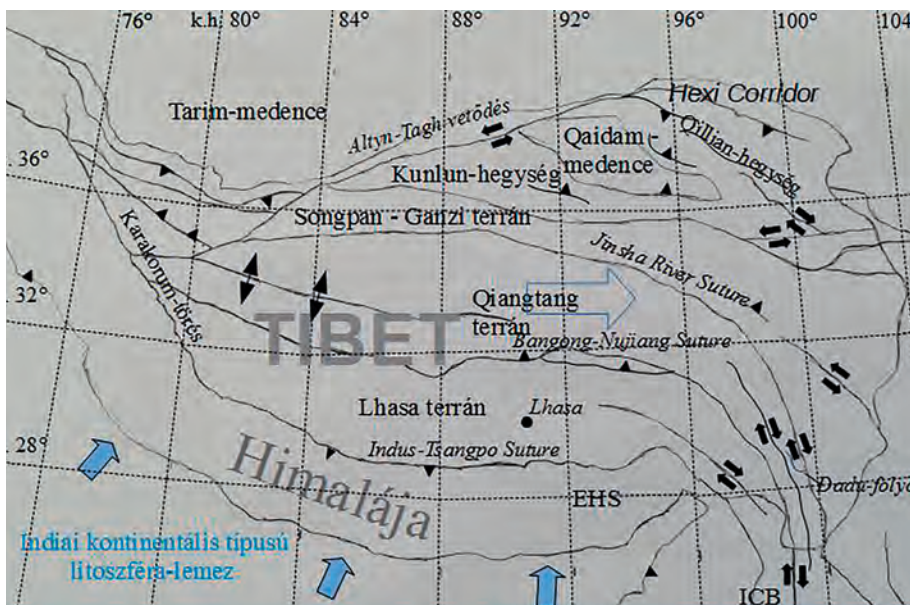 76° k.h. 80° 84° 88° 92° 96° 100° 104
Tarim-medence
Altyn-Tagh-vetődés
Hexi Corridor
Qaidam-
medence
Qillian-hegység
36°
Kunlun-hegység
Songpan - Ganzi terrán
Karakorum-törés
Jinsha River Suture
32°
Qiangtang
terrán
TIBET
Bangong-Nujiang Suture
Lhasa terrán
Lhasa
28°
Indus-Tsangpo Suture
Himalája
EHS
Dadu-folyó
Indiai kontinentális típusú
litoszféra-lemez
ICB